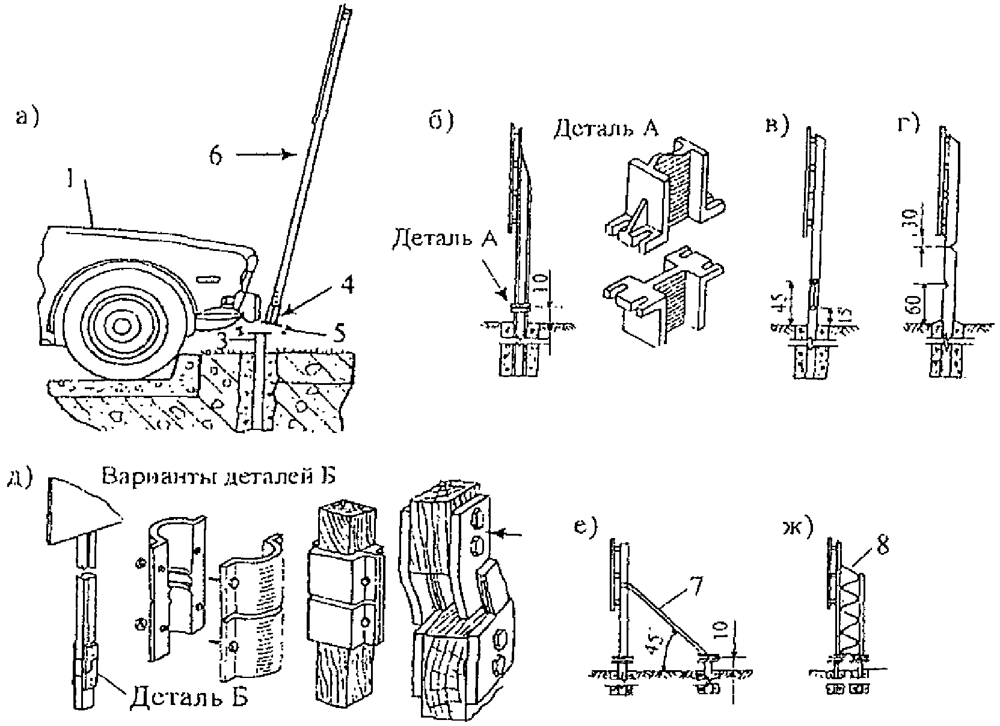 а)
1
6
4
5
3
б)
Деталь А
Деталь А
10
в)
45
15
г)
30
60
д)
Варианты деталей Б
Деталь Б
е)
7
45
10
ж)
8